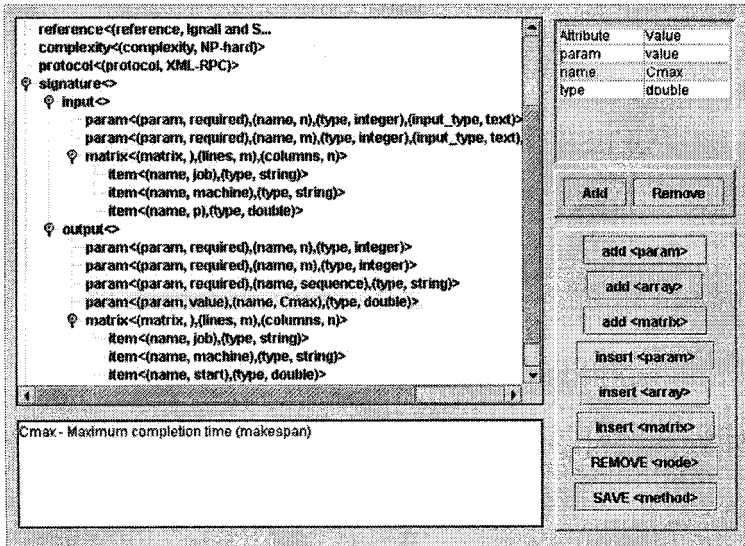 reference<(reference, Ignall and S...
complexity<(complexity, NP-hard)>
protocol<(protocol, XML-RPC)>
signature<>
input<>
param<(param, required),(name, n),(type, integer),(input_type, text)>
param<(param, required),(name, m),(type, integer),(input_type, text),
matrix<(matrix, ),(lines, m),(columns, n)>
item<(name, job),(type, string)>
item<(name, machine),(type, string)>
item<(name, p),(type, double)>
output<>
param<(param, required),(name, n),(type, integer)>
param<(param, required),(name, m),(type, integer)>
param<(param, required),(name, sequence),(type, string)>
param<(param, value),(name, Cmax),(type, double)>
matrix<(matrix, ),(lines, m),(columns, n)>
item<(name, job),(type, string)>
item<(name, machine),(type, string)>
item<(name, start),(type, double)>
Cmax - Maximum completion time (makespan)
Attribute Value
param value
name Cmax
type double
Add Remove
add <param>
add <array>
add <matrix>
insert <param>
insert <array>
insert <matrix>
REMOVE <node>
SAVE <method>